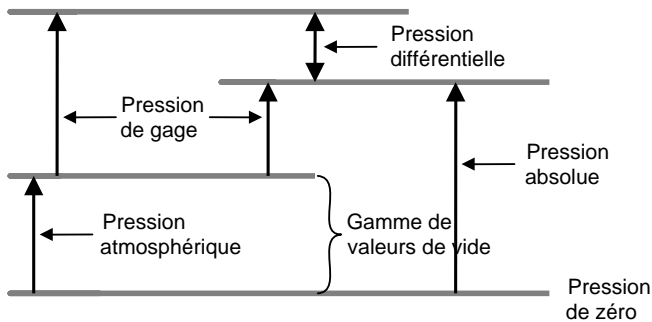 Pression
différentielle
Pression
de gage
Pression
absolue
Pression
atmosphérique
Gamme de
valeurs de vide
Pression
de zéro